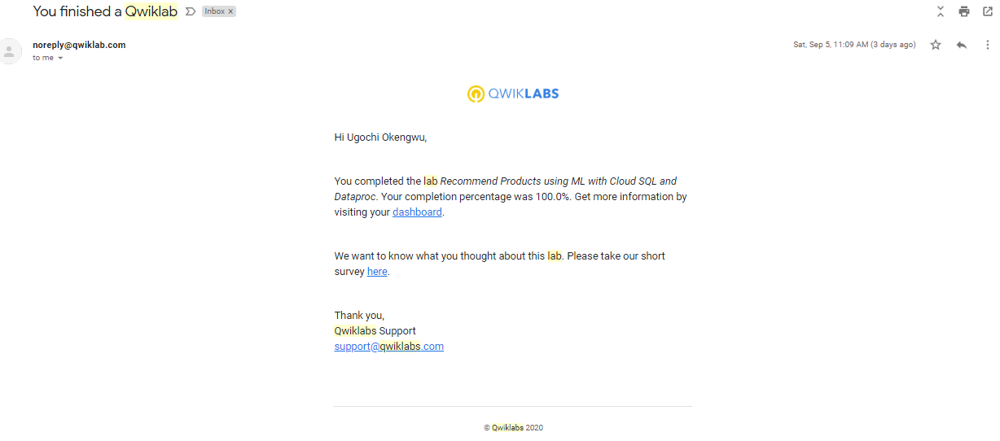 You finished a Qwiklab Inbox x
noreply@qwiklab.com Sat, Sep 5, 11:09 AM (3 days ago)
to me
QWIKLABS
Hi Ugochi Okengwu,
You completed the lab Recommend Products using ML with Cloud SQL and
Dataproc. Your completion percentage was 100.0%. Get more information by
visiting your dashboard.
We want to know what you thought about this lab. Please take our short
survey here.
Thank you,
Qwiklabs Support
support@qwiklabs.com
© Qwiklabs 2020